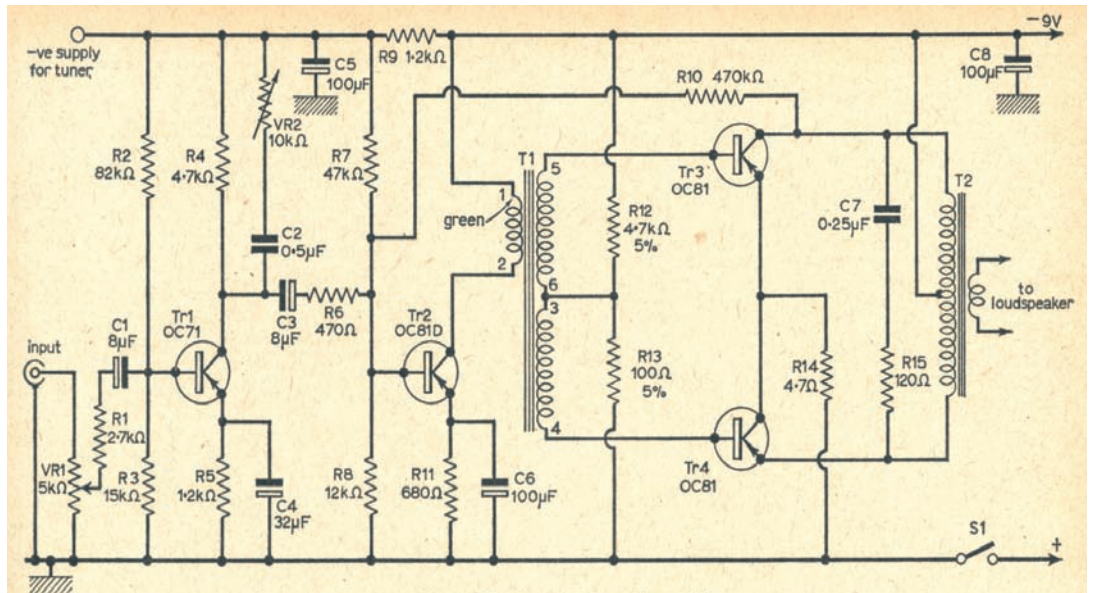 -ve supply
for tuner
R9 1·2kΩ
-9V
C5
100µF
C8
100µF
R10 470kΩ
VR2
10kΩ
R2
82kΩ
R4
4·7kΩ
R7
47kΩ
T1
5
Tr3
OC81
T2
1
green
R12
4·7kΩ
5%
C7
0·25µF
C2
0·5µF
2
6
3
to
loudspeaker
Tr1
OC71
C3
8µF
R6
470Ω
Tr2
OC81D
C1
8µF
input
R13
100Ω
5%
R14
4·7Ω
R15
120Ω
R1
2·7kΩ
4
VR1
5kΩ
R3
15kΩ
R5
1·2kΩ
C4
32µF
R8
12kΩ
R11
680Ω
C6
100µF
Tr4
OC81
S1
+